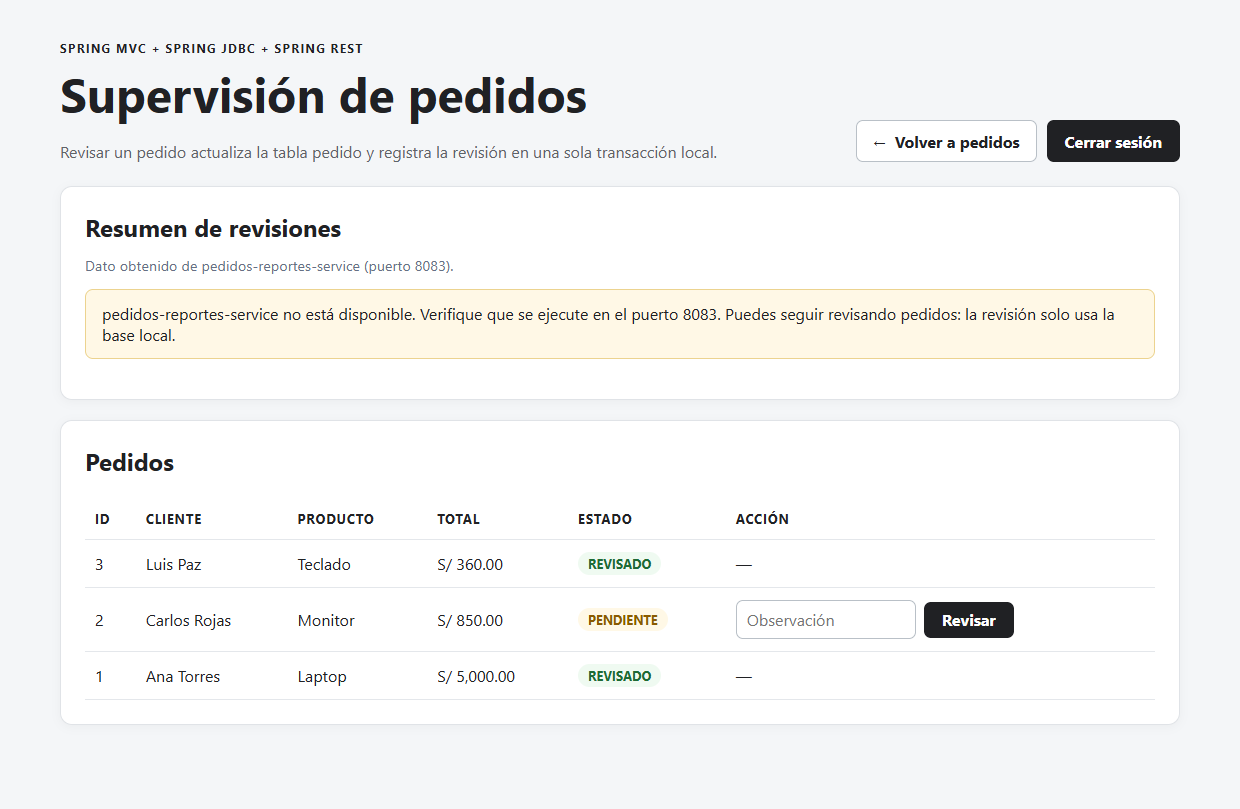 SPRING MVC + SPRING JDBC + SPRING REST
Supervisión de pedidos
Revisar un pedido actualiza la tabla pedido y registra la revisión en una sola transacción local.
← Volver a pedidos
Cerrar sesión
Resumen de revisiones
Dato obtenido de pedidos-reportes-service (puerto 8083).
pedidos-reportes-service no está disponible. Verifique que se ejecute en el puerto 8083. Puedes seguir revisando pedidos: la revisión solo usa la
base local.
Pedidos
ID CLIENTE PRODUCTO TOTAL ESTADO ACCIÓN
3 Luis Paz Teclado S/ 360.00 REVISADO —
2 Carlos Rojas Monitor S/ 850.00 PENDIENTE Observación Revisar
1 Ana Torres Laptop S/ 5,000.00 REVISADO —